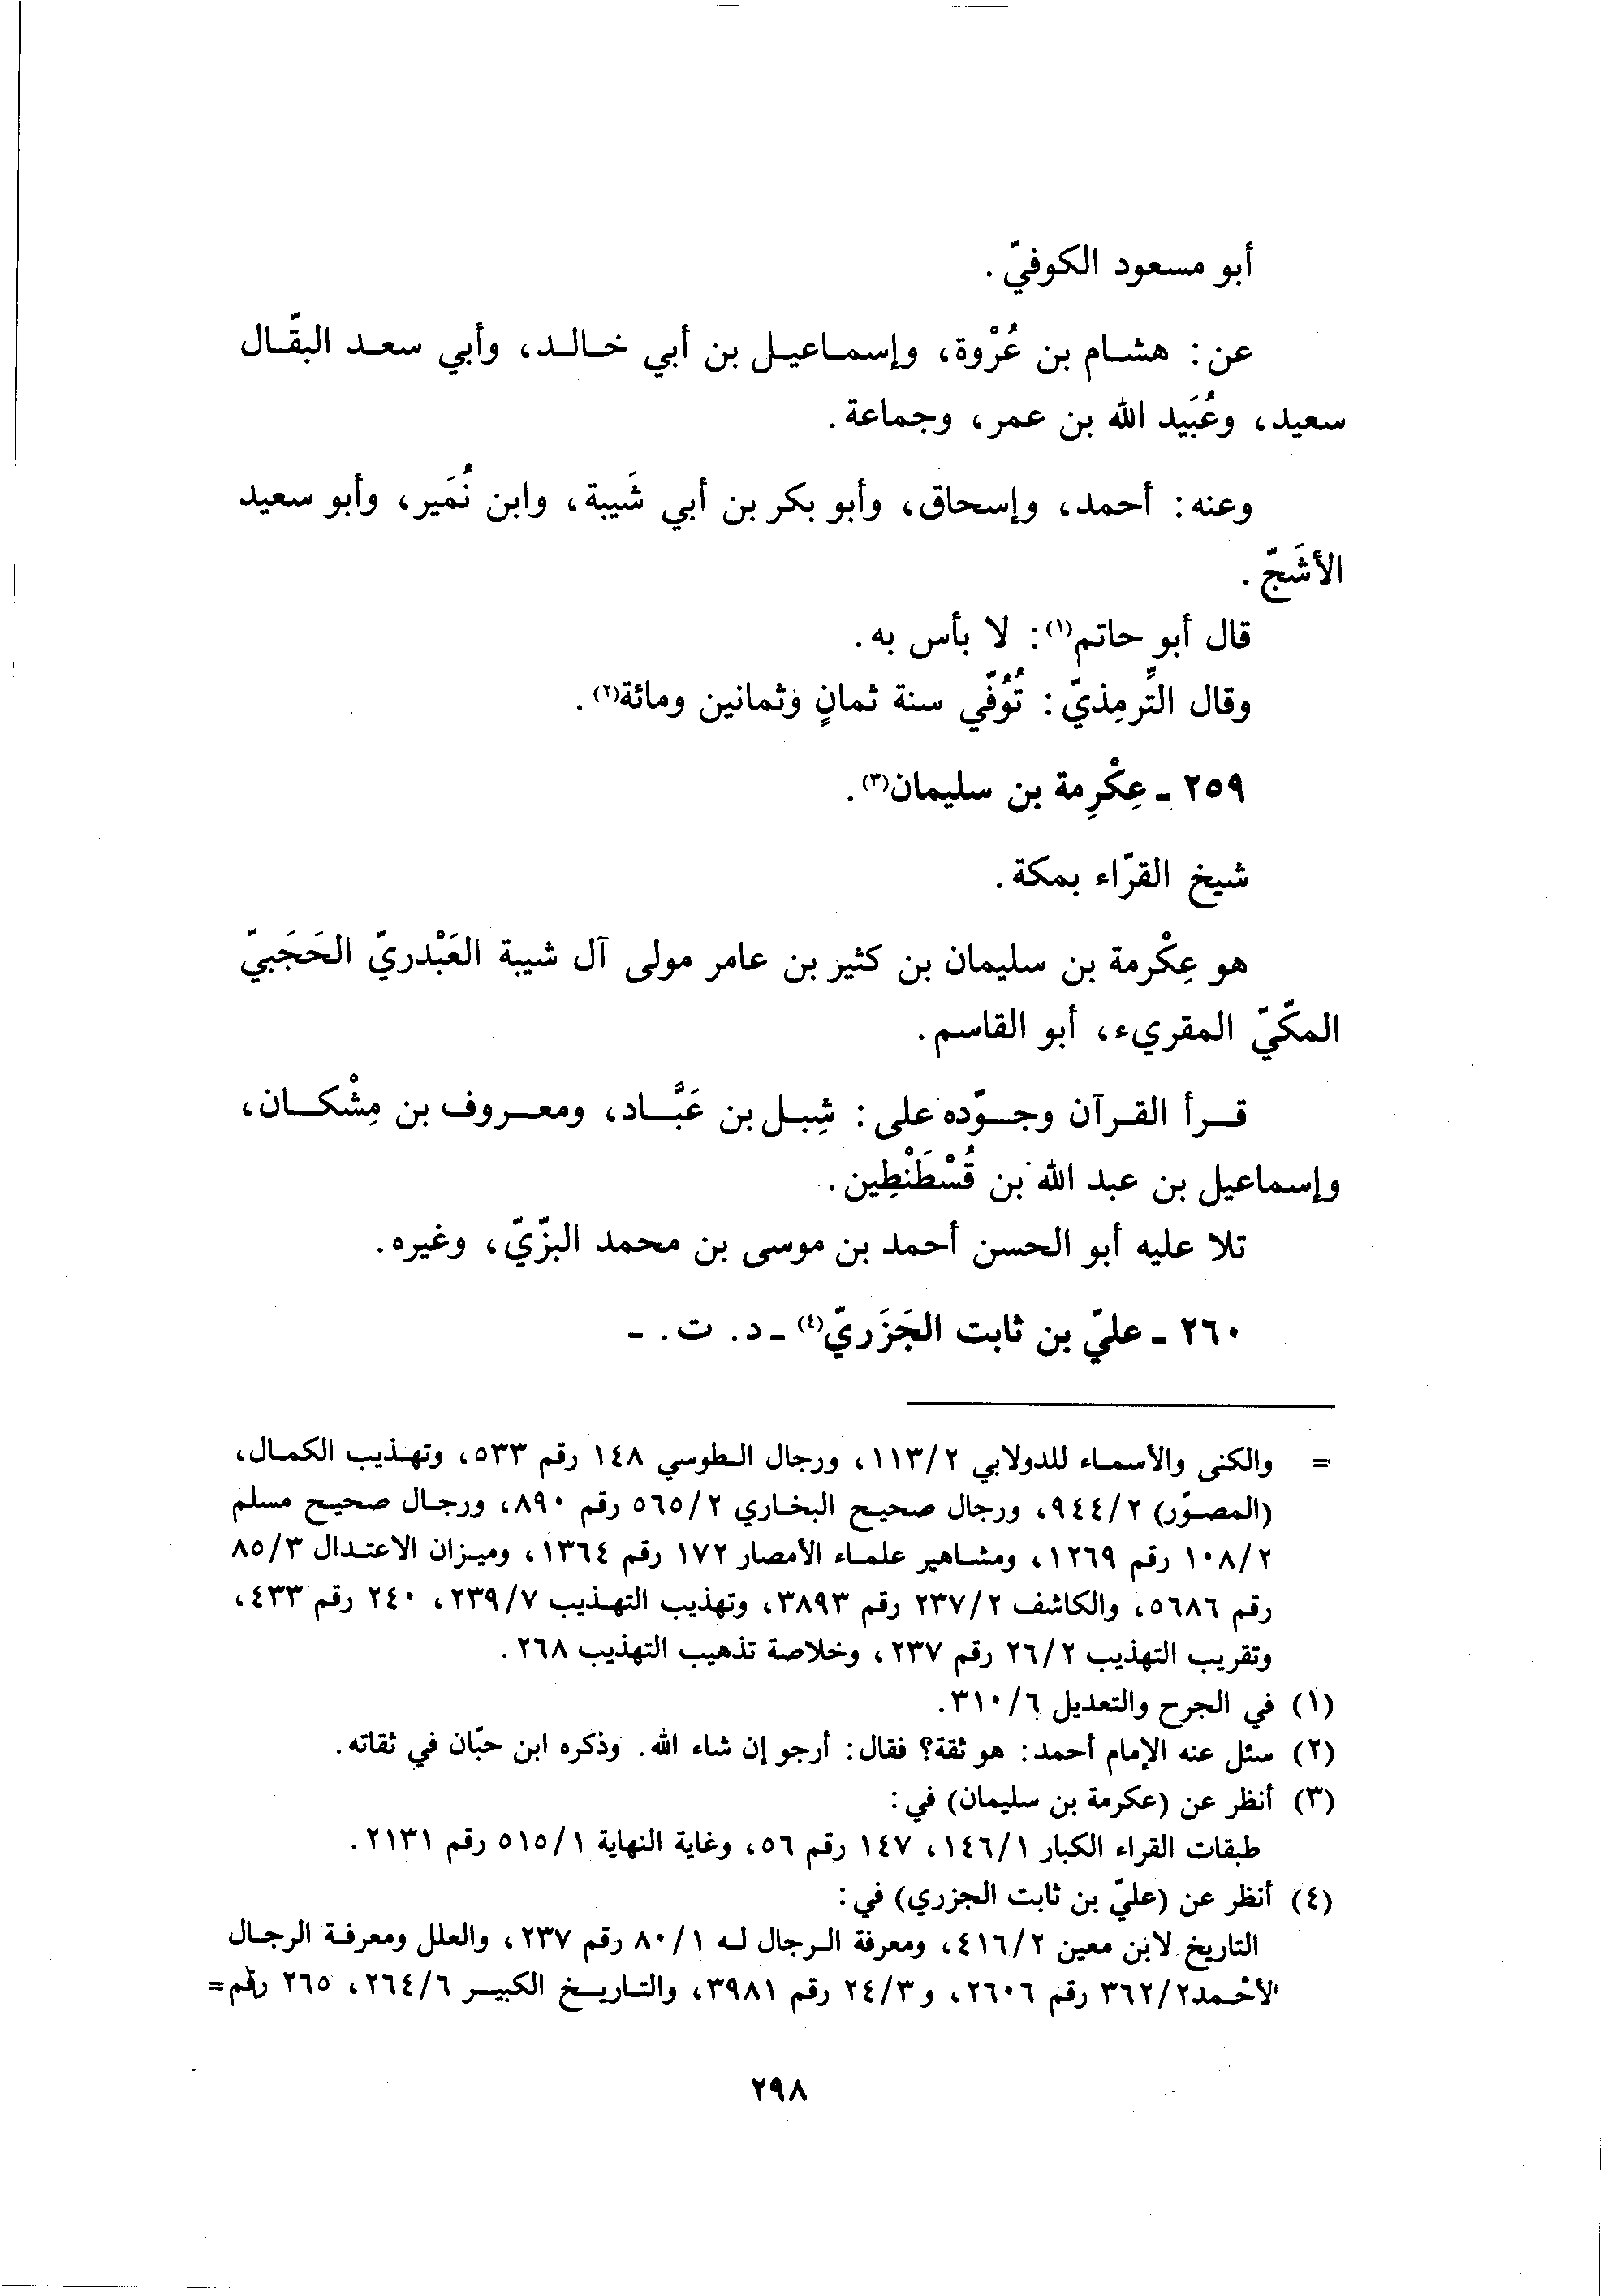 أبو مسعود الكوفيّ.
عن: هشام بن عُرْوة، وإسماعيل بن أبي خالد، وأبي سعد البقّال
سعيد، وعُبَيد الله بن عمر، وجماعة.
وعنه: أحمد، وإسحاق، وأبو بكر بن أبي شَيبة، وابن نُمَير، وأبو سعيد
الأشَجّ.
قال أبو حاتم(١): لا بأس به.
وقال التِّرمِذيّ: تُوُفّي سنة ثمانٍ وثمانين ومائة(٢).
٢٥٩ - عِكْرِمة بن سليمان(٣).
شيخ القرّاء بمكة.
هو عِكْرمة بن سليمان بن كثير بن عامر مولى آل شيبة العَبْدريّ الحَجَبيّ
المكّيّ المقريء، أبو القاسم.
قرأ القرآن وجوّده على: شِبل بن عَبَّاد، ومعروف بن مِشْكان،
وإسماعيل بن عبد الله بن قُسْطَنْطِين.
تلا عليه أبو الحسن أحمد بن موسى بن محمد البزّيّ، وغيره.
٢٦٠ - عليّ بن ثابت الجَزَريّ(٤) - د. ت. -
= والكنى والأسماء للدولابي ١١٣/٢، ورجال الطوسي ١٤٨ رقم ٥٣٣، وتهذيب الكمال،
(المصوّر) ٩٤٤/٢، ورجال صحيح البخاري ٥٦٥/٢ رقم ٨٩٠، ورجال صحيح مسلم
١٠٨/٢ رقم ١٢٦٩، ومشاهير علماء الأمصار ١٧٢ رقم ١٣٦٤، وميزان الاعتدال ٨٥/٣
رقم ٥٦٨٦، والكاشف ٢٣٧/٢ رقم ٣٨٩٣، وتهذيب التهذيب ٢٣٩/٧، ٢٤٠ رقم ٤٣٣،
وتقريب التهذيب ٢٦/٢ رقم ٢٣٧، وخلاصة تذهيب التهذيب ٢٦٨.
(١) في الجرح والتعديل ٣١٠/٦.
(٢) سئل عنه الإمام أحمد: هو ثقة؟ فقال: أرجو إن شاء الله. وذكره ابن حبّان في ثقاته.
(٣) أنظر عن (عكرمة بن سليمان) في:
طبقات القراء الكبار ١٤٦/١، ١٤٧ رقم ٥٦، وغاية النهاية ٥١٥/١ رقم ٢١٣١.
(٤) أنظر عن (عليّ بن ثابت الجزري) في:
التاريخ لابن معين ٤١٦/٢، ومعرفة الرجال له ٨٠/١ رقم ٢٣٧، والعلل ومعرفة الرجال
لأحْمد٣٦٢/٢ رقم ٢٦٠٦، و ٢٤/٣ رقم ٣٩٨١، والتاريخ الكبير ٢٦٤/٦، ٢٦٥ رقم=
٢٩٨